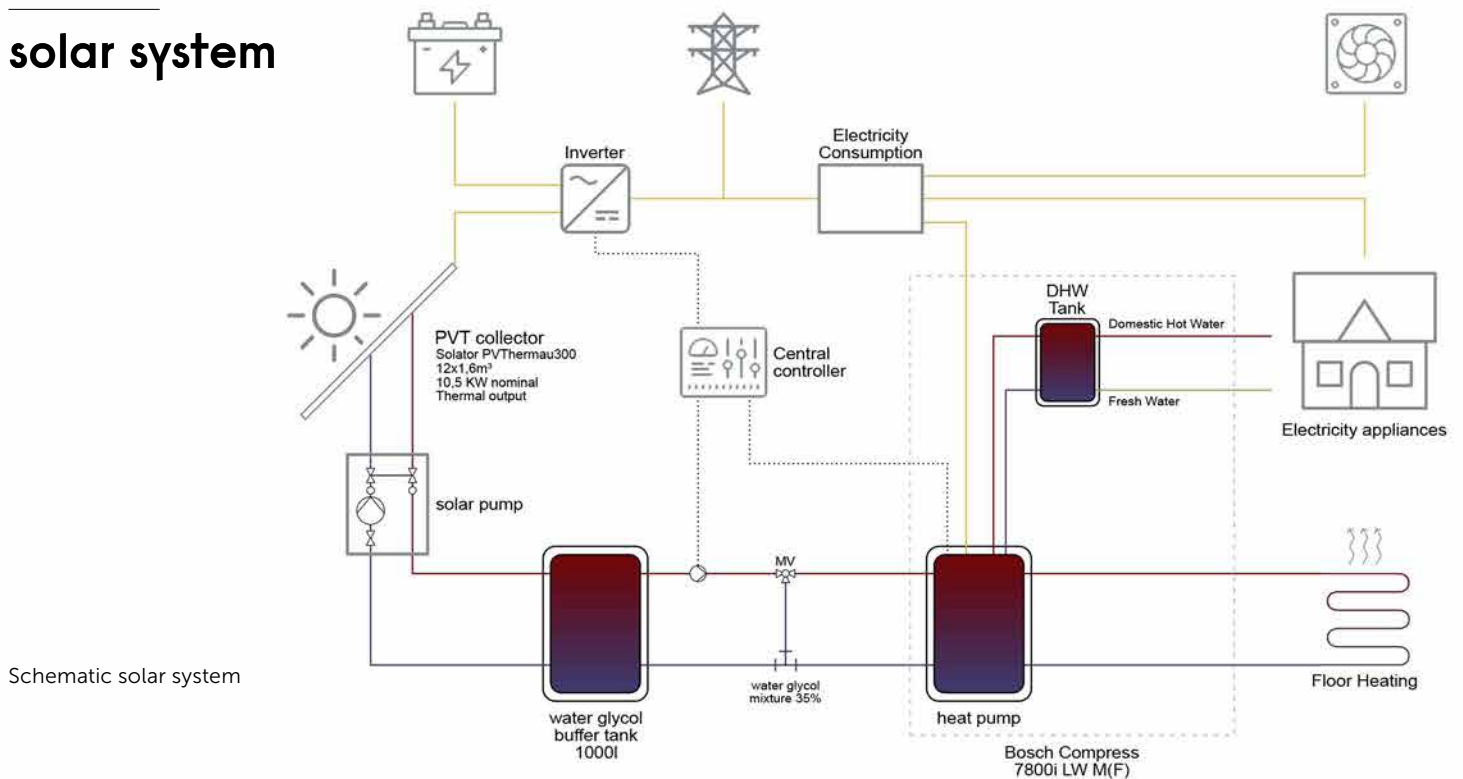 solar system
Inverter
Electricity
Consumption
PVT collector
Solator PVThermau300
12x1,6m³
10,5 KW nominal
Thermal output
Central
controller
DHW
Tank
Domestic Hot Water
Fresh Water
Electricity appliances
solar pump
MV
Schematic solar system
water glycol
buffer tank
1000l
water glycol
mixture 35%
heat pump
Floor Heating
Bosch Compress
7800i LW M(F)